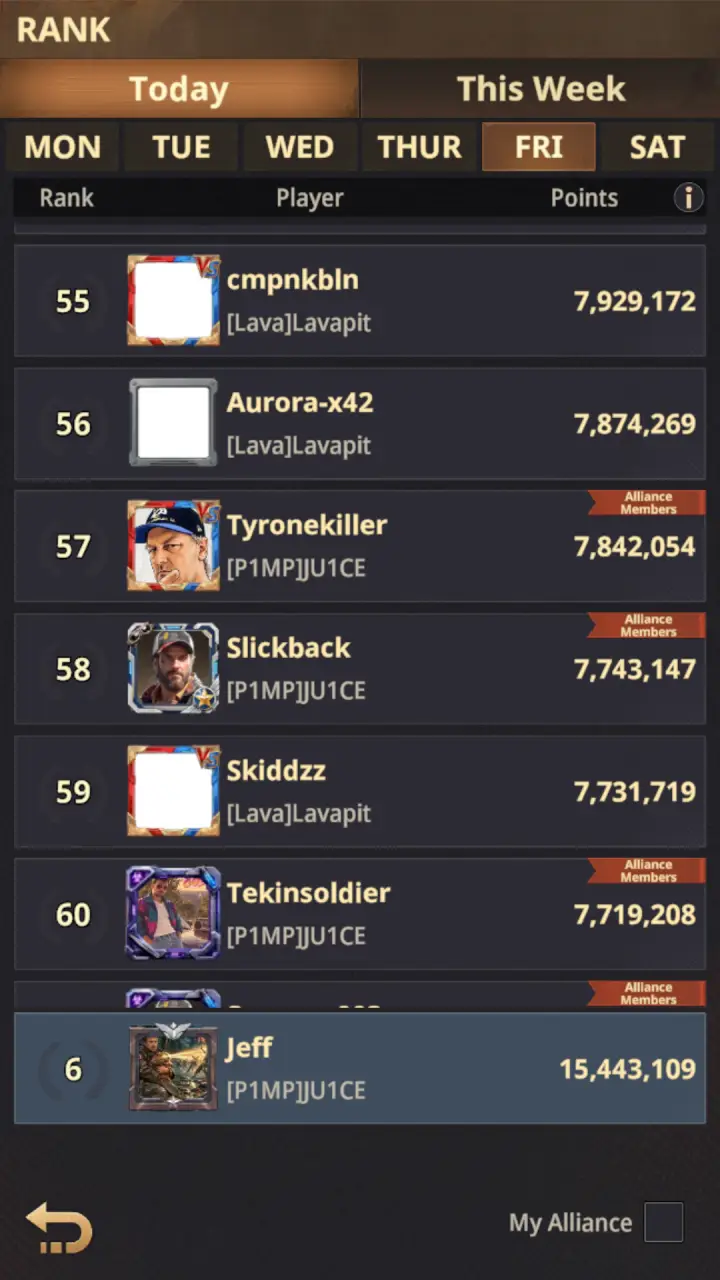 RANK
Today
This Week
MON TUE WED THUR FRI SAT
Rank Player Points i
55 cmpnkbln 7,929,172
[Lava]Lavapit
56 Aurora-x42 7,874,269
[Lava]Lavapit
Alliance
Members
57 Tyronekiller 7,842,054
[P1MP]JU1CE
Alliance
Members
58 Slickback 7,743,147
[P1MP]JU1CE
59 Skiddzz 7,731,719
[Lava]Lavapit
Alliance
Members
60 Tekinsoldier 7,719,208
[P1MP]JU1CE
Alliance
Members
6 Jeff 15,443,109
[P1MP]JU1CE
My Alliance